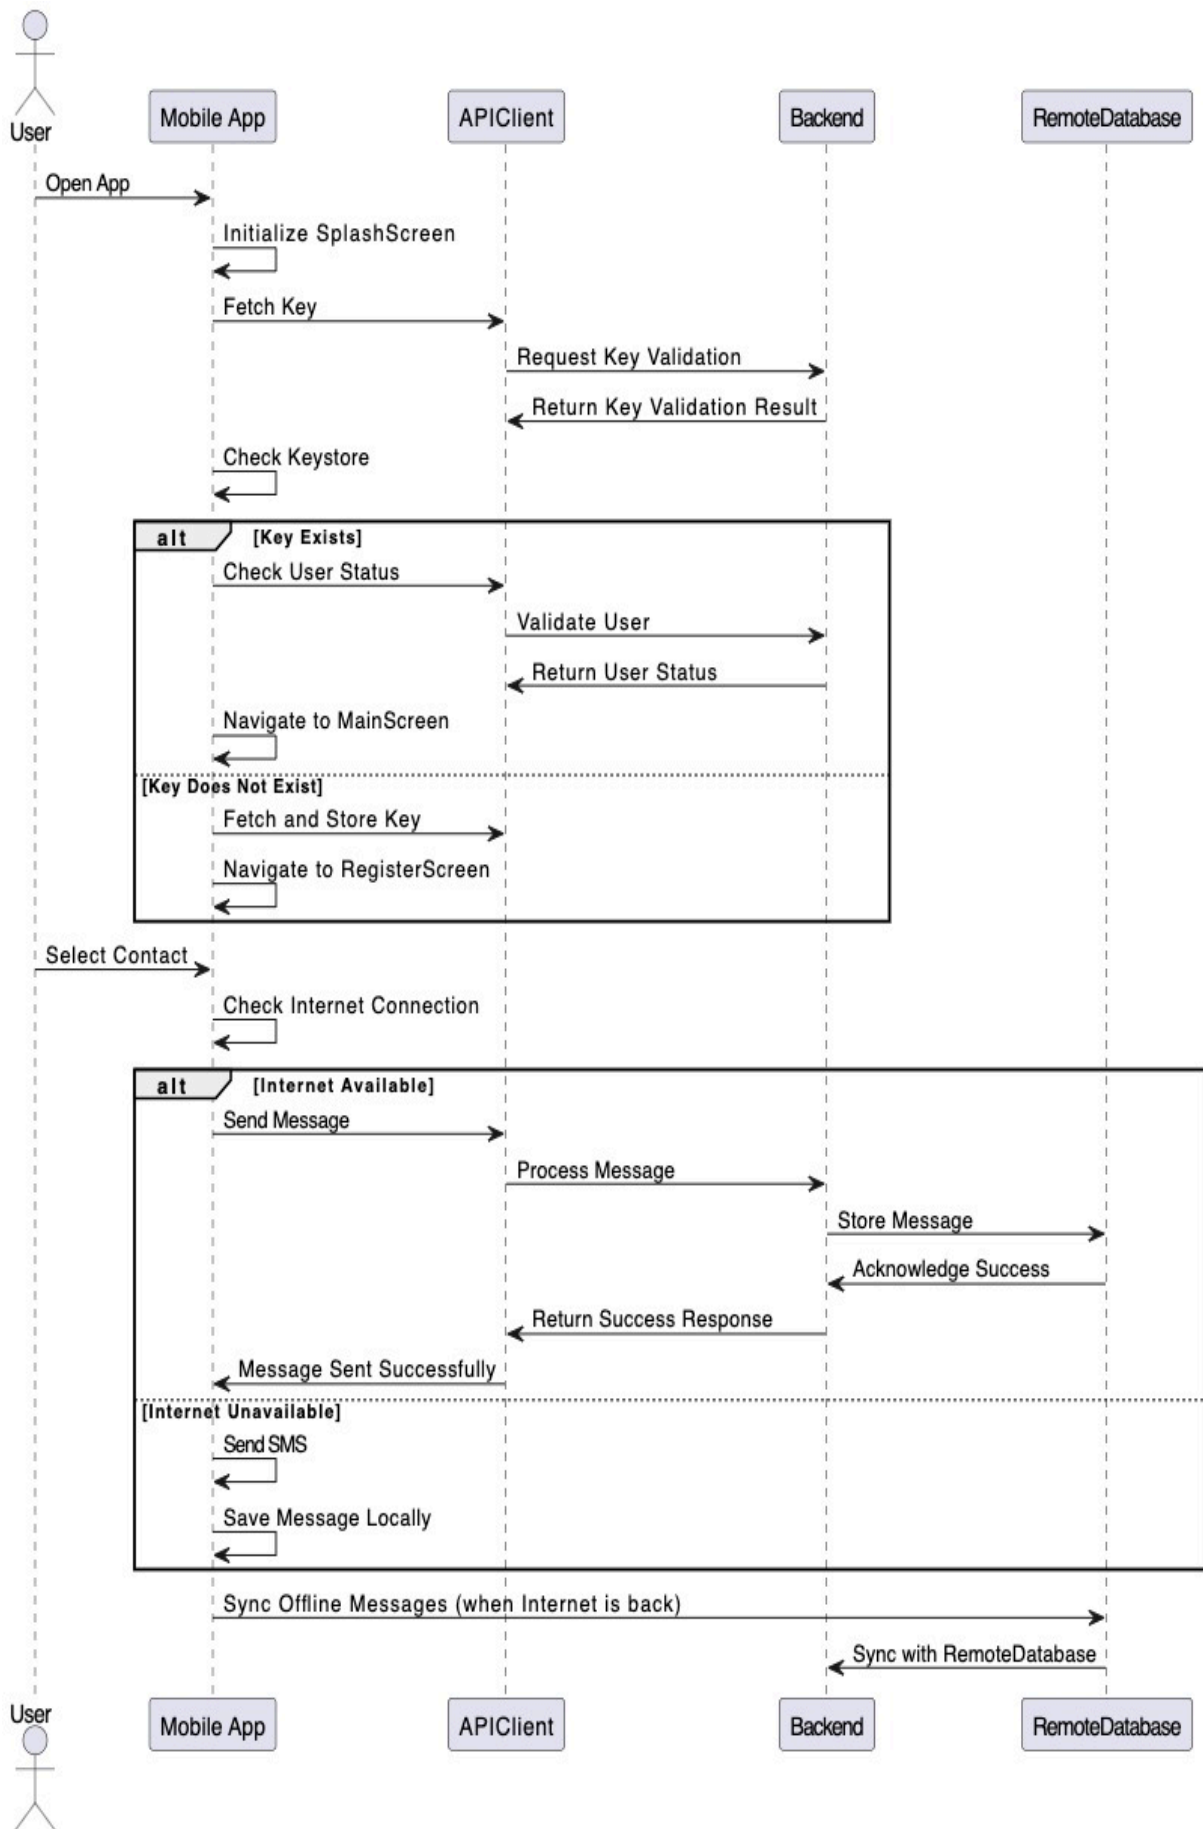 User
Mobile App
APIClient
Backend
RemoteDatabase
Open App
Initialize SplashScreen
Fetch Key
Request Key Validation
Return Key Validation Result
Check Keystore
alt
[Key Exists]
Check User Status
Validate User
Return User Status
Navigate to MainScreen
[Key Does Not Exist]
Fetch and Store Key
Navigate to RegisterScreen
Select Contact
Check Internet Connection
alt
[Internet Available]
Send Message
Process Message
Store Message
Acknowledge Success
Return Success Response
Message Sent Successfully
[Internet Unavailable]
Send SMS
Save Message Locally
Sync Offline Messages (when Internet is back)
Sync with RemoteDatabase
User
Mobile App
APIClient
Backend
RemoteDatabase